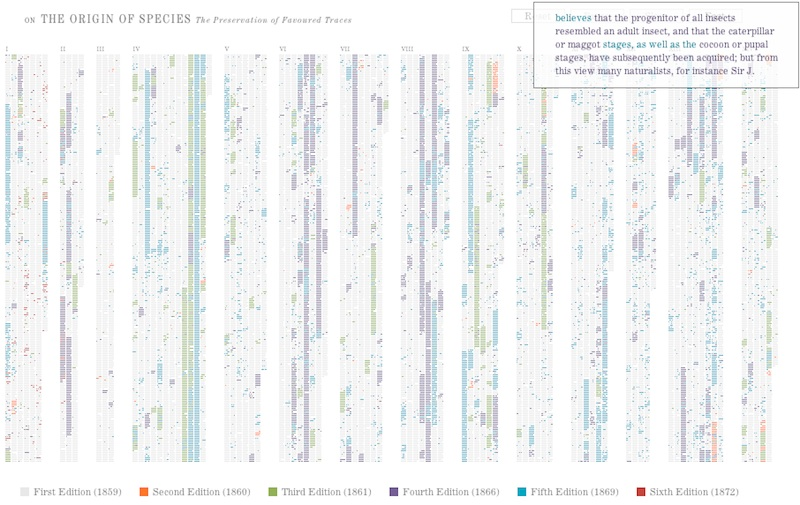 ON THE ORIGIN OF SPECIES The Preservation of Favoured Traces
believes that the progenitor of all insects
resembled an adult insect, and that the caterpillar
or maggot stages, as well as the cocoon or pupal
stages, have subsequently been acquired; but from
this view many naturalists, for instance Sir J.
I II III IV V VI VII VIII IX X
First Edition (1859) Second Edition (1860) Third Edition (1861) Fourth Edition (1866) Fifth Edition (1869) Sixth Edition (1872)